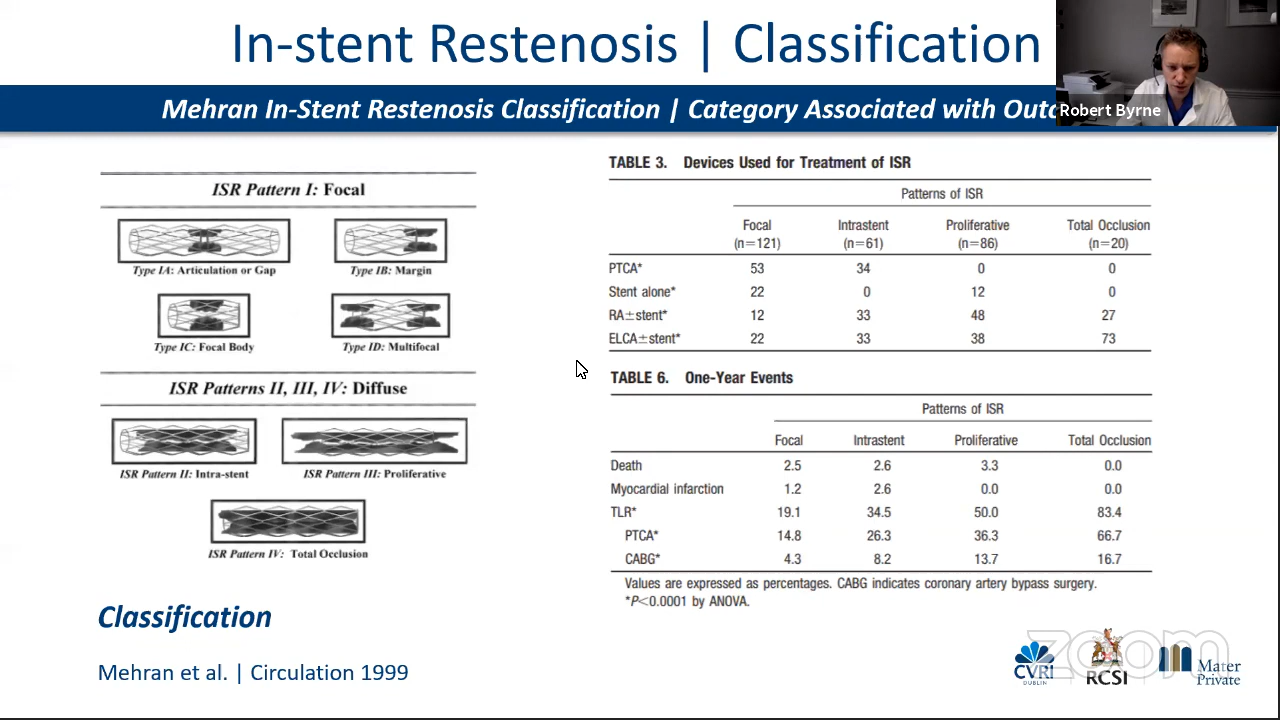 In-stent Restenosis | Classification
Mehran In-Stent Restenosis Classification | Category Associated with Outc
Robert Byrne
ISR Pattern I: Focal
Type IA: Articulation or Gap
Type IB: Margin
Type IC: Focal Body
Type ID: Multifocal
ISR Patterns II, III, IV: Diffuse
ISR Pattern II: Intra-stent
ISR Pattern III: Proliferative
ISR Pattern IV: Total Occlusion
Classification
Mehran et al. | Circulation 1999
TABLE 3. Devices Used for Treatment of ISR
Patterns of ISR
Focal Intrastent Proliferative Total Occlusion
(n=121) (n=61) (n=86) (n=20)
PTCA* 53 34 0 0
Stent alone* 22 0 12 0
RA±stent* 12 33 48 27
ELCA±stent* 22 33 38 73
TABLE 6. One-Year Events
Patterns of ISR
Focal Intrastent Proliferative Total Occlusion
Death 2.5 2.6 3.3 0.0
Myocardial infarction 1.2 2.6 0.0 0.0
TLR* 19.1 34.5 50.0 83.4
PTCA* 14.8 26.3 36.3 66.7
CABG* 4.3 8.2 13.7 16.7
Values are expressed as percentages. CABG indicates coronary artery bypass surgery.
*P<0.0001 by ANOVA.
zoom
CVRI
DUBLIN
RCSI
Mater
Private